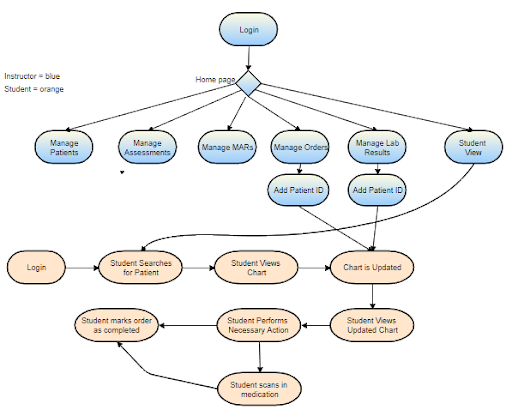 Login
Instructor = blue
Student = orange
Home page
Manage
Patients
Manage
Assessments
Manage MARs
Manage Orders
Manage Lab
Results
Student
View
Add Patient ID
Add Patient ID
Login
Student Searches
for Patient
Student Views
Chart
Chart is Updated
Student marks order
as completed
Student Performs
Necessary Action
Student Views
Updated Chart
Student scans in
medication